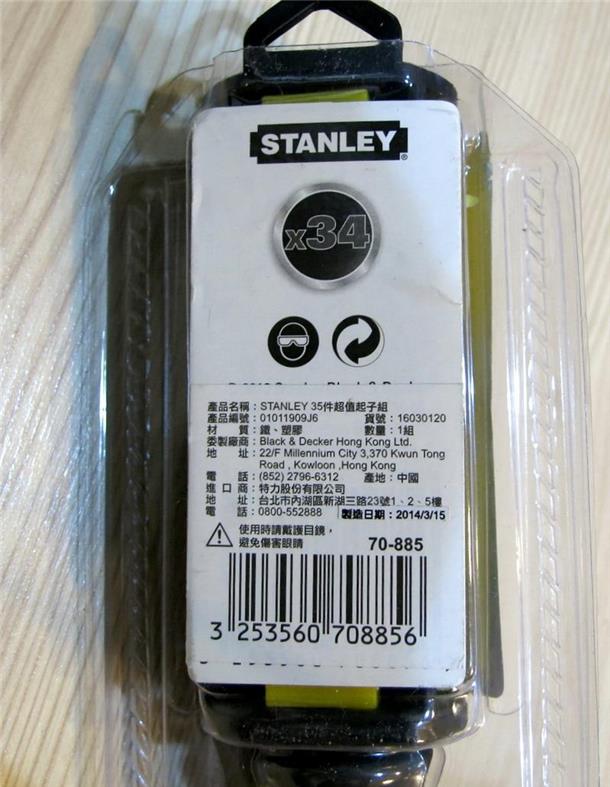 STANLEY®
x34
產品名稱：STANLEY 35件超值起子組
產品編號：01011909J6 貨號：16030120
材 質：鐵、塑膠 數量：1組
委製廠商：Black & Decker Hong Kong Ltd.
地 址：22/F Millennium City 3,370 Kwun Tong
Road , Kowloon ,Hong Kong
電 話：(852) 2796-6312 產地：中國
進 口 商：特力股份有限公司
地 址：台北市內湖區新湖三路23號1、2、5樓
電 話：0800-552888 製造日期：2014/3/15
使用時請戴護目鏡，
避免傷害眼睛 70-885
3 253560 708856